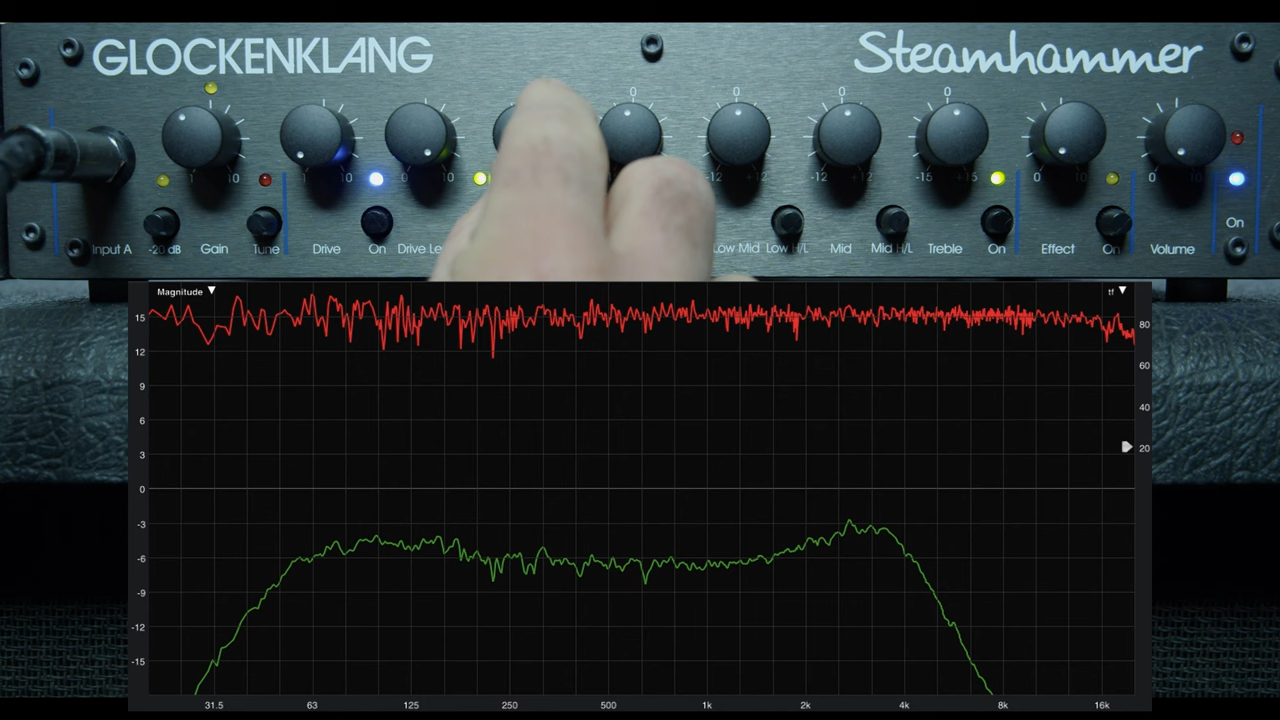 GLOCKENKLANG Steamhammer
0 0 0 0
10 0 10 0 10 -12 +12 -12 +12 -15 +15 0 10 0 10
On
Input A -20 dB Gain Tune Drive On Drive Le Low Mid Low H/L Mid Mid H/L Treble On Effect On Volume
Magnitude tf
15 80
12 60
9
6 40
3 20
0
-3
-6
-9
-12
-15
31.5 63 125 250 500 1k 2k 4k 8k 16k